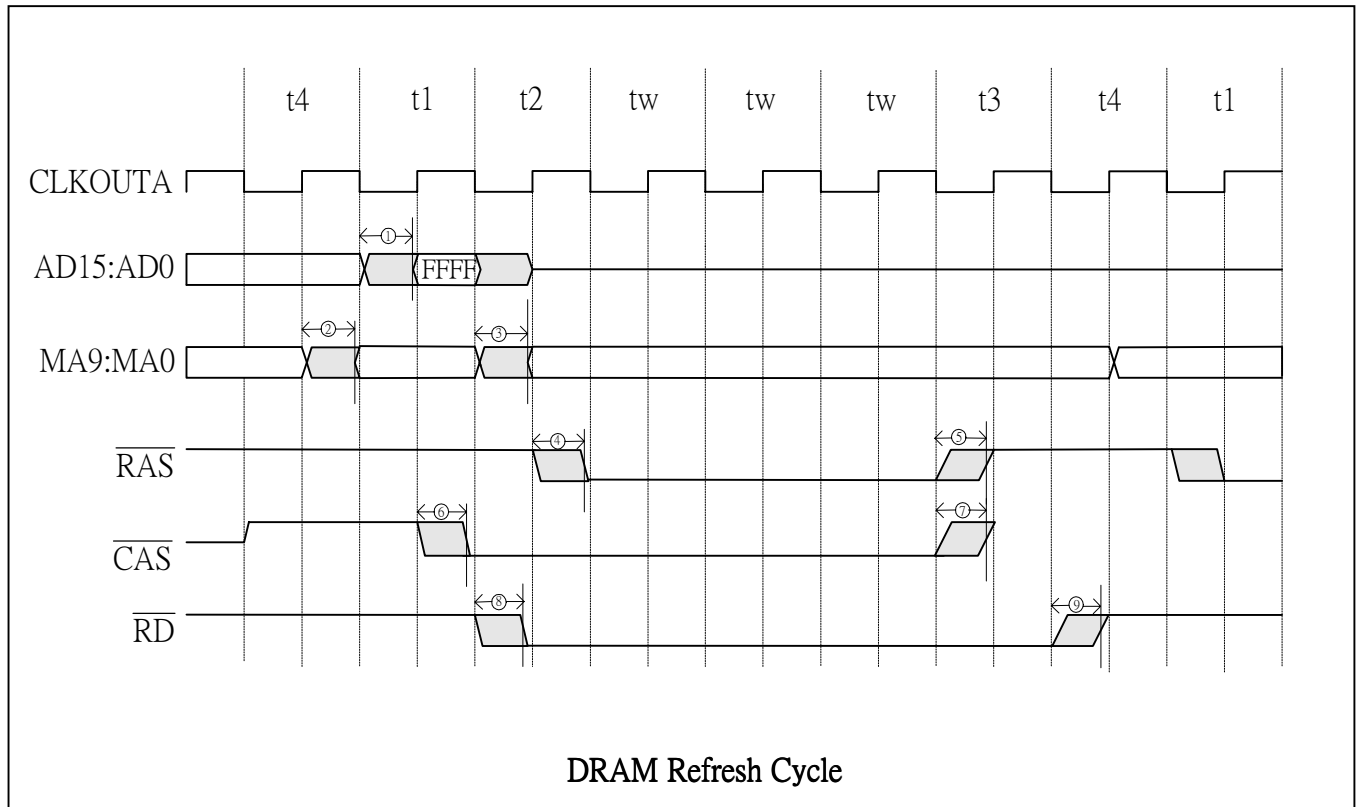 t4 t1 t2 tw tw tw t3 t4 t1
CLKOUTA
①
AD15:AD0 FFFF
② ③
MA9:MA0
④ ⑤
RAS
⑥ ⑦
CAS
⑧ ⑨
RD
DRAM Refresh Cycle